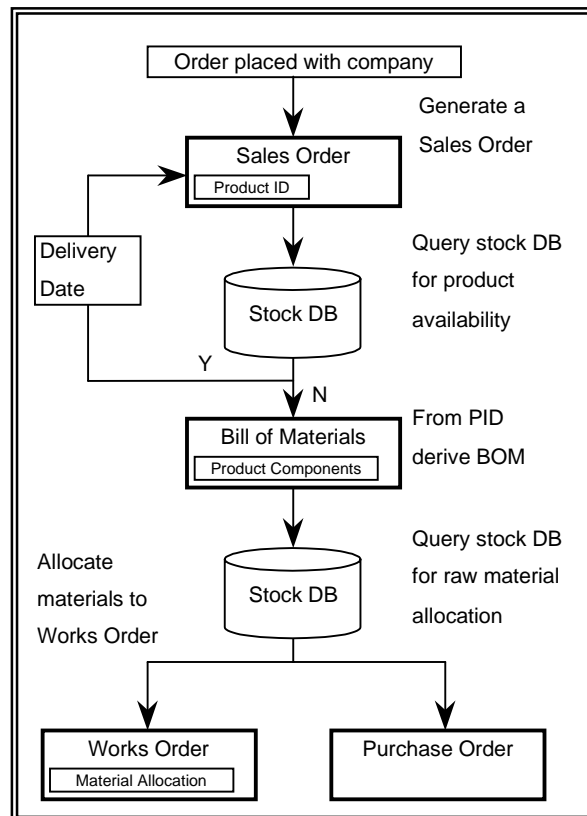 Order placed with company
Generate a
Sales Order
Sales Order
Product ID
Delivery
Date
Query stock DB
for product
availability
Stock DB
Y
N
Bill of Materials
Product Components
From PID
derive BOM
Query stock DB
for raw material
allocation
Stock DB
Allocate
materials to
Works Order
Works Order
Material Allocation
Purchase Order